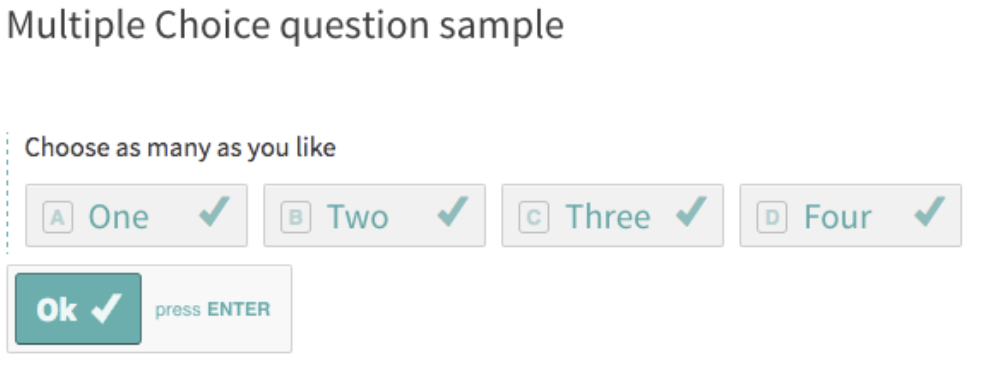 Multiple Choice question sample
Choose as many as you like
A One B Two C Three D Four
Ok press ENTER